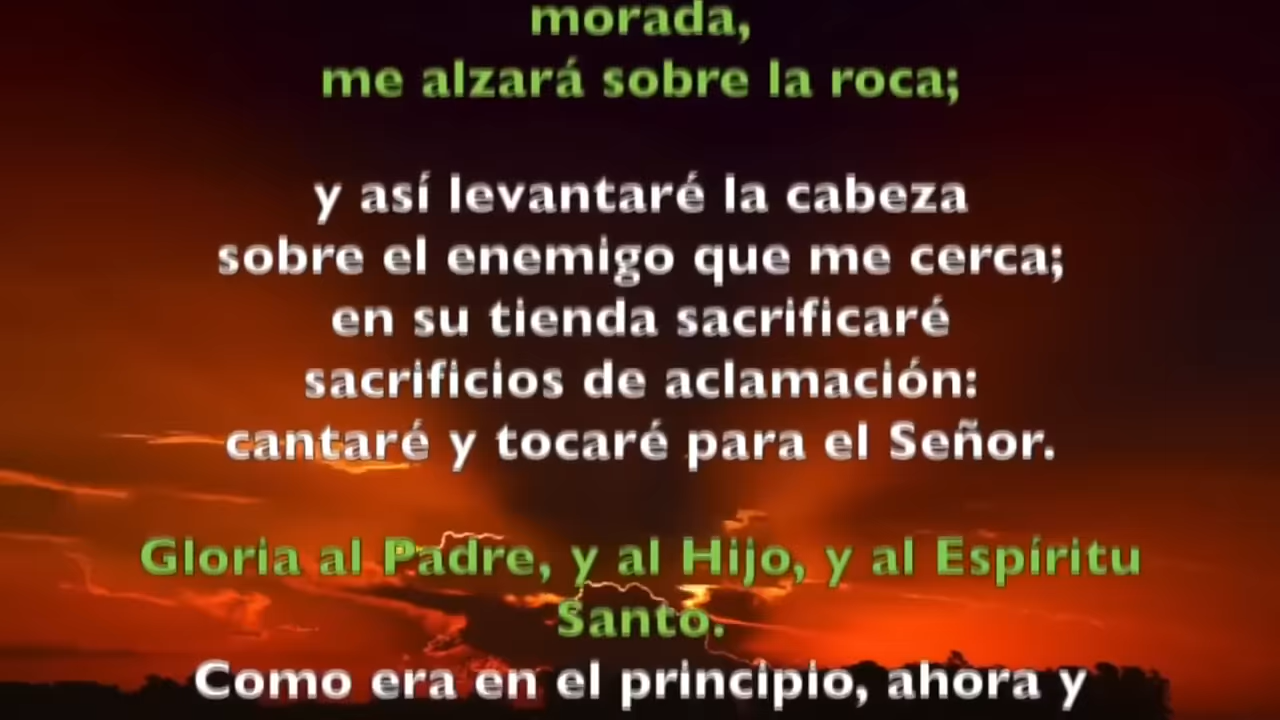 morada,
me alzará sobre la roca;
y así levantaré la cabeza
sobre el enemigo que me cerca;
en su tienda sacrificaré
sacrificios de aclamación:
cantaré y tocaré para el Señor.
Gloria al Padre, y al Hijo, y al Espíritu
Santo.
Como era en el principio, ahora y